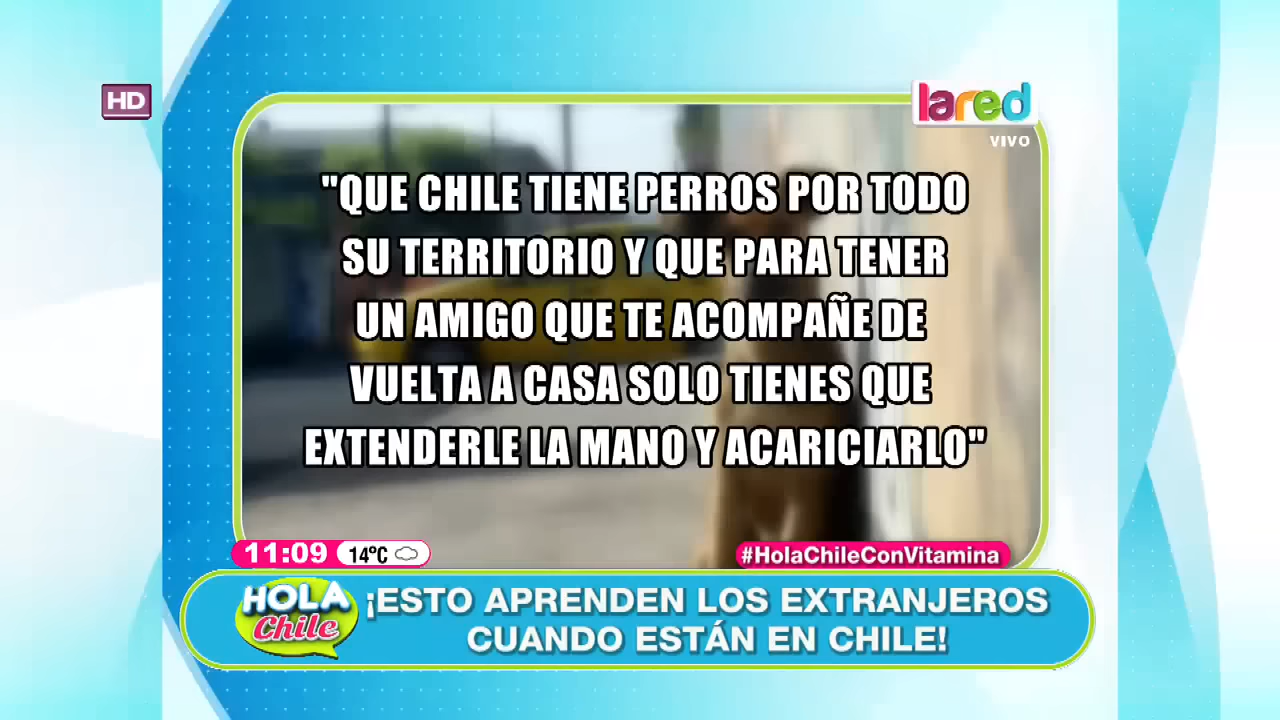 HD
lared
VIVO
"QUE CHILE TIENE PERROS POR TODO
SU TERRITORIO Y QUE PARA TENER
UN AMIGO QUE TE ACOMPAÑE DE
VUELTA A CASA SOLO TIENES QUE
EXTENDERLE LA MANO Y ACARICIARLO"
11:09 14ºC
#HolaChileConVitamina
HOLA
Chile
¡ESTO APRENDEN LOS EXTRANJEROS
CUANDO ESTÁN EN CHILE!